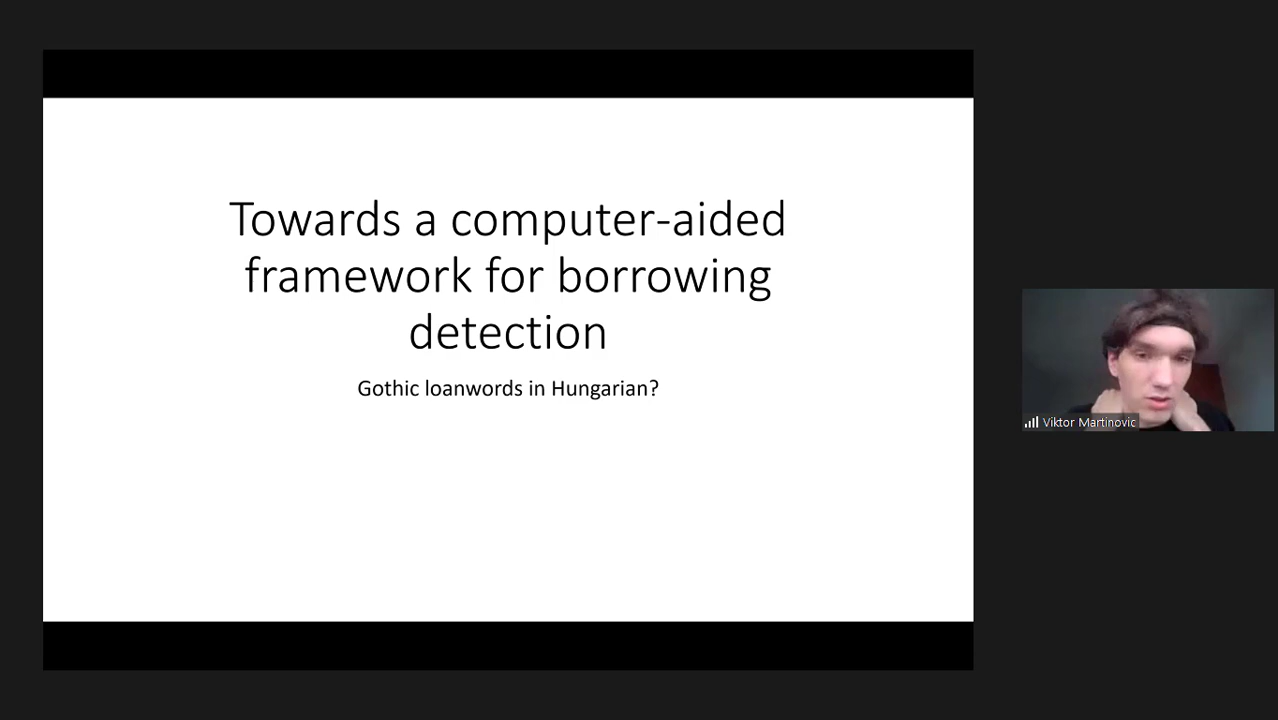 Towards a computer-aided
framework for borrowing
detection
Gothic loanwords in Hungarian?
Viktor Martinovic